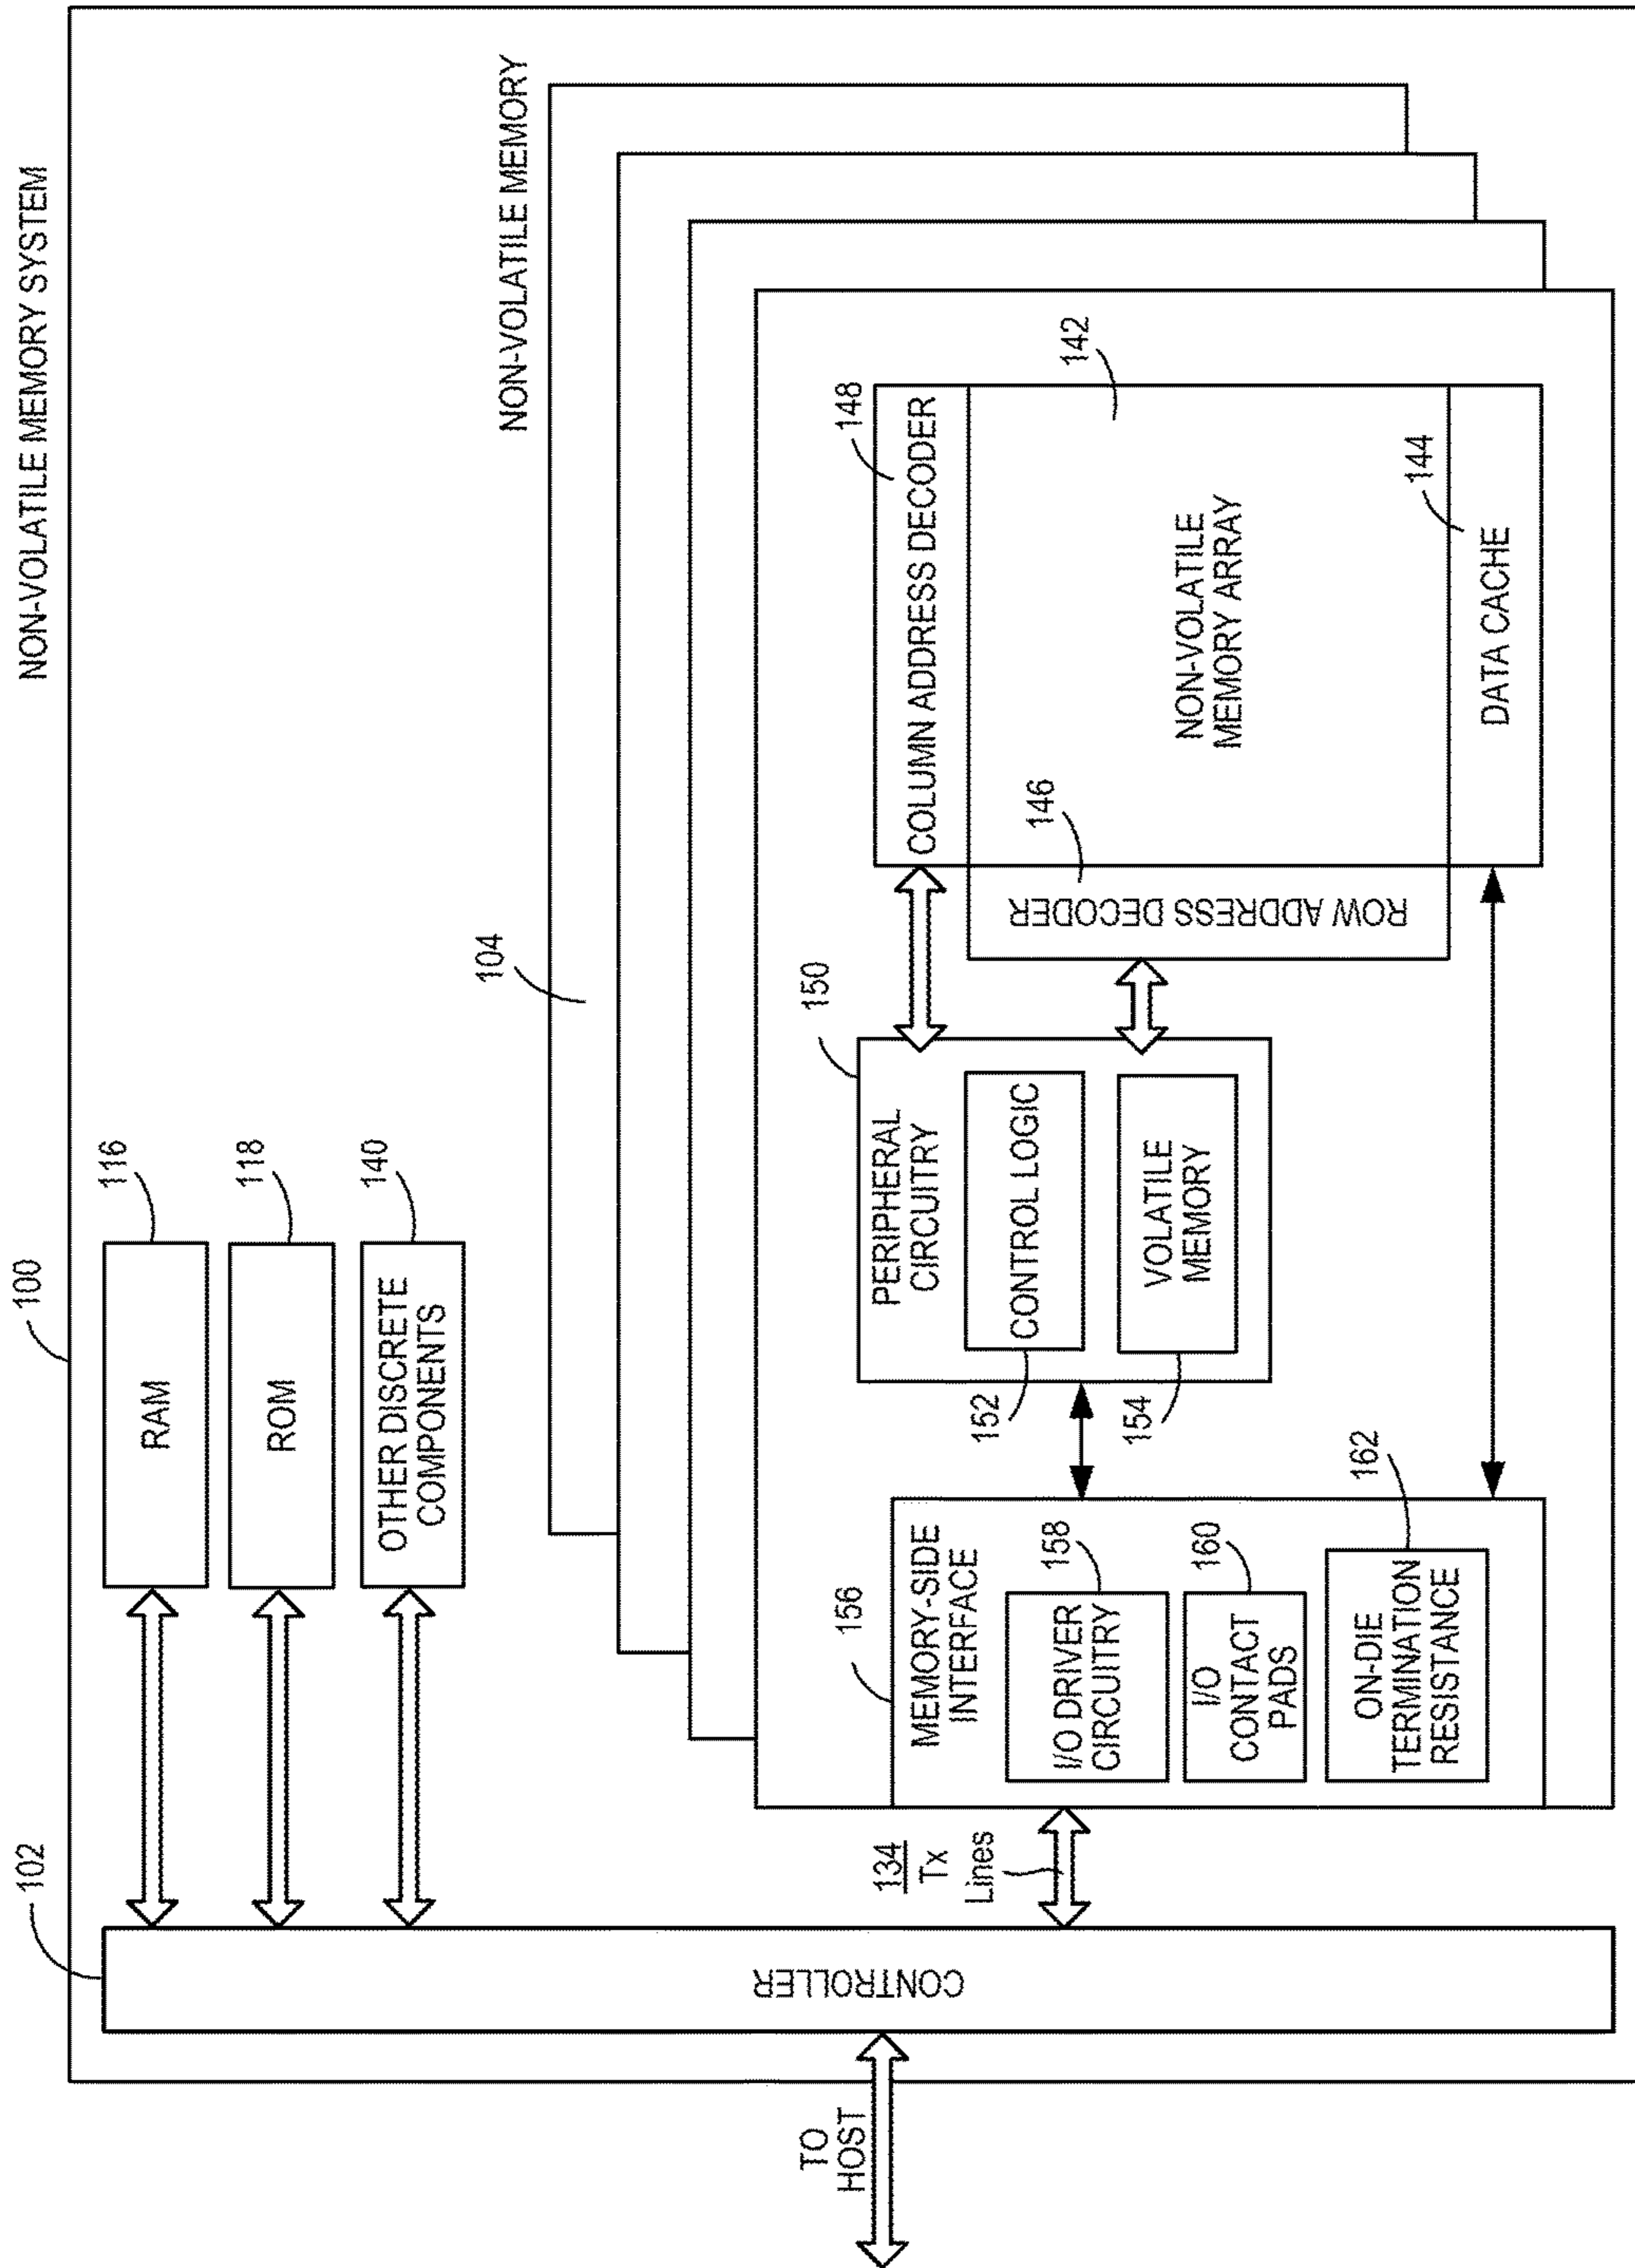 NON-VOLATILE MEMORY SYSTEM
100
102
CONTROLLER
TO
HOST
RAM
116
ROM
118
OTHER DISCRETE
COMPONENTS
140
NON-VOLATILE MEMORY
104
134
Tx
Lines
156
MEMORY-SIDE
INTERFACE
I/O DRIVER
CIRCUITRY
158
I/O
CONTACT
PADS
160
ON-DIE
TERMINATION
RESISTANCE
162
PERIPHERAL
CIRCUITRY
150
CONTROL LOGIC
152
VOLATILE
MEMORY
154
COLUMN ADDRESS DECODER
148
ROW ADDRESS DECODER
146
NON-VOLATILE
MEMORY ARRAY
142
DATA CACHE
144